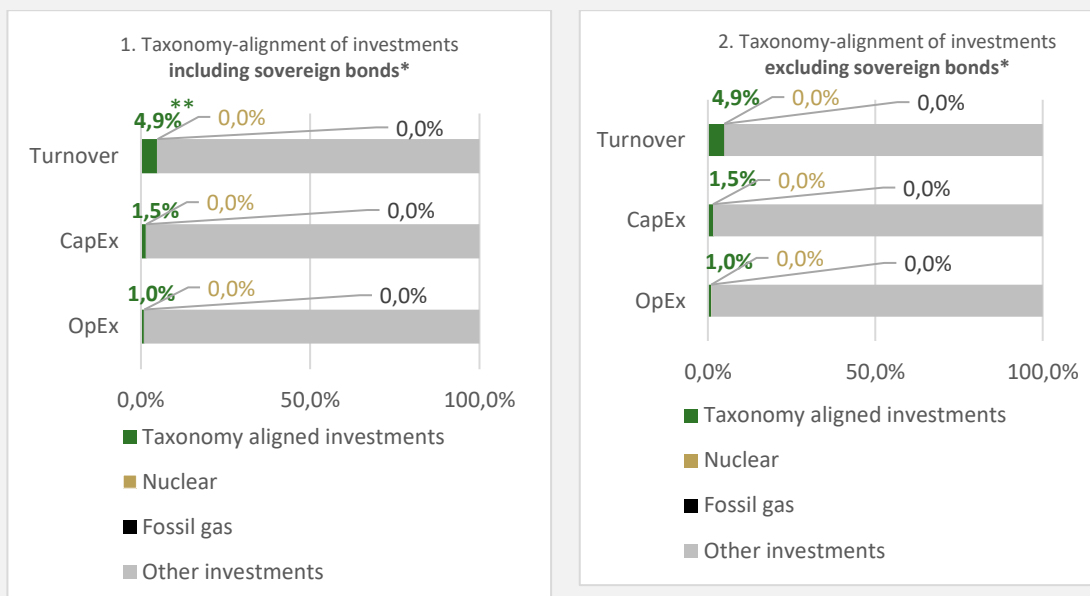 1. Taxonomy-alignment of investments
including sovereign bonds*
**
4,9%
0,0%
0,0%
Turnover
1,5%
0,0%
0,0%
CapEx
1,0%
0,0%
0,0%
OpEx
0,0%
50,0%
100,0%
Taxonomy aligned investments
Nuclear
Fossil gas
Other investments
2. Taxonomy-alignment of investments
excluding sovereign bonds*
4,9%
0,0%
0,0%
Turnover
1,5%
0,0%
0,0%
CapEx
1,0%
0,0%
0,0%
OpEx
0,0%
50,0%
100,0%
Taxonomy aligned investments
Nuclear
Fossil gas
Other investments